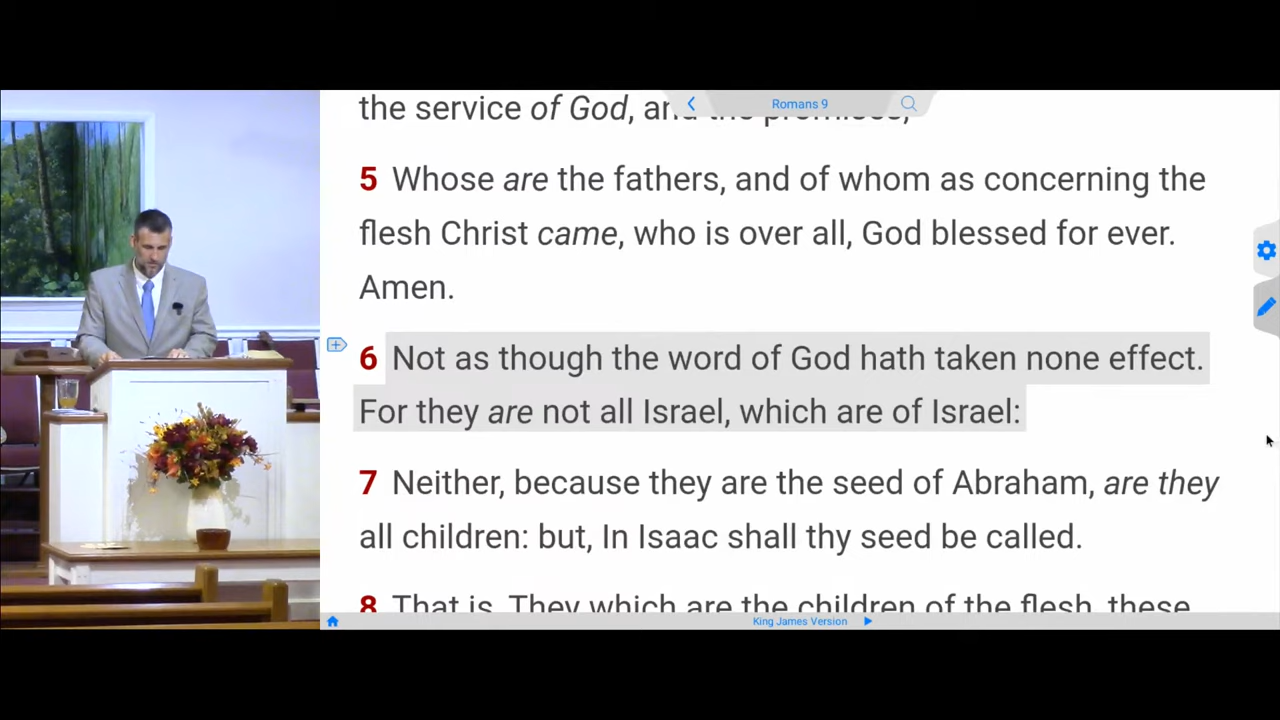 Romans 9
the service of God, and the promises,
5 Whose are the fathers, and of whom as concerning the
flesh Christ came, who is over all, God blessed for ever.
Amen.
6 Not as though the word of God hath taken none effect.
For they are not all Israel, which are of Israel:
7 Neither, because they are the seed of Abraham, are they
all children: but, In Isaac shall thy seed be called.
8 That is, They which are the children of the flesh, these
King James Version